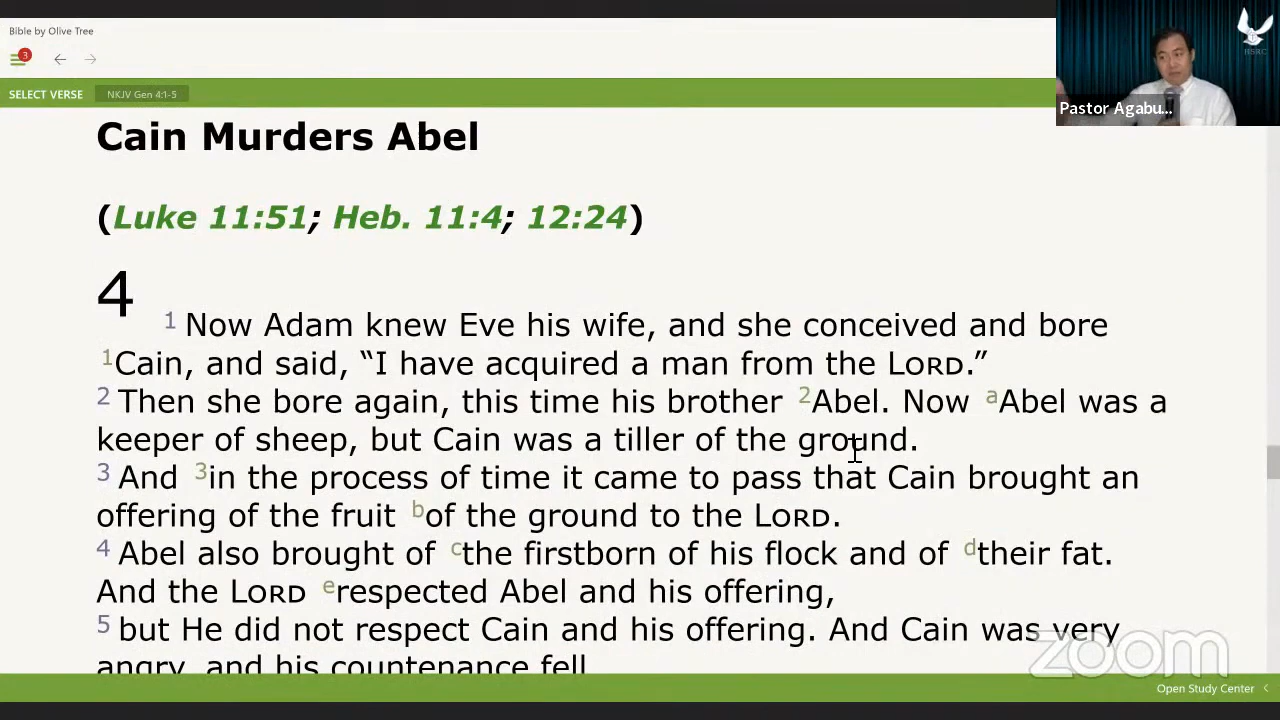 Bible by Olive Tree
3
SELECT VERSE
NKJV Gen 4:1-5
BSRC
Pastor Agabu...
Cain Murders Abel
(Luke 11:51; Heb. 11:4; 12:24)
4
1 Now Adam knew Eve his wife, and she conceived and bore
1Cain, and said, “I have acquired a man from the LORD.”
2 Then she bore again, this time his brother 2Abel. Now aAbel was a
keeper of sheep, but Cain was a tiller of the ground.
3 And 3in the process of time it came to pass that Cain brought an
offering of the fruit bof the ground to the LORD.
4 Abel also brought of cthe firstborn of his flock and of dtheir fat.
And the LORD erespected Abel and his offering,
5 but He did not respect Cain and his offering. And Cain was very
angry, and his countenance fell
zoom
Open Study Center